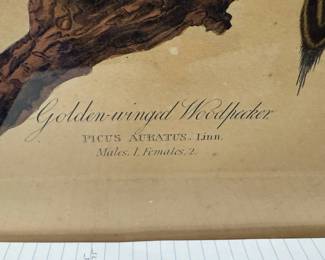 Golden-winged Woodpecker.
PICUS AURATUS. Linn.
Males. 1. Females. 2.